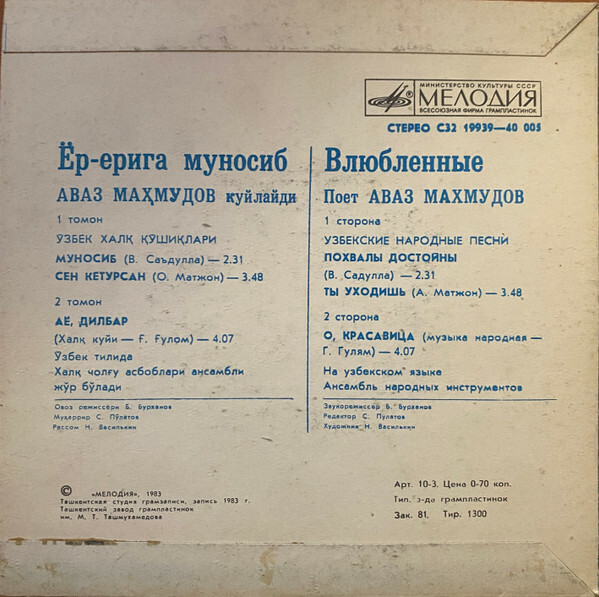 МИНИСТЕРСТВО КУЛЬТУРЫ СССР
МЕЛОДИЯ
ВСЕСОЮЗНАЯ ФИРМА ГРАМПЛАСТИНОК
СТЕРЕО С32 19939—40 005
Ёр-ерига муносиб
АВАЗ МАҲМУДОВ куйлайди
1 томон
ЎЗБЕК ХАЛҚ ҚЎШИҚЛАРИ
МУНОСИБ (В. Саъдулла) — 2.31
СЕН КЕТУРСАН (О. Матжон) — 3.48
2 томон
АЁ, ДИЛБАР
(Халқ куйи — Ғ. Ғулом) — 4.07
Ўзбек тилида
Халқ чолғу асбоблари ансамбли
жўр бўлади
Овоз режиссёри Б. Бурханов
Муҳаррир С. Пўлатов
Рассом Н. Василькин
Влюбленные
Поет АВАЗ МАХМУДОВ
1 сторона
УЗБЕКСКИЕ НАРОДНЫЕ ПЕСНИ
ПОХВАЛЫ ДОСТОЙНЫ
(В. Садулла) — 2.31
ТЫ УХОДИШЬ (А. Матжон) — 3.48
2 сторона
О, КРАСАВИЦА (музыка народная —
Г. Гулям) — 4.07
На узбекском языке
Ансамбль народных инструментов
Звукорежиссер Б. Бурханов
Редактор С. Пулатов
Художник Н. Василькин
© «МЕЛОДИЯ», 1983
Ташкентская студия грамзаписи, запись 1983 г.
Ташкентский завод грампластинок
им. М. Т. Ташмухамедова
Арт. 10-3. Цена 0-70 коп.
Тип. з-да грампластинок
Зак. 81. Тир. 1300